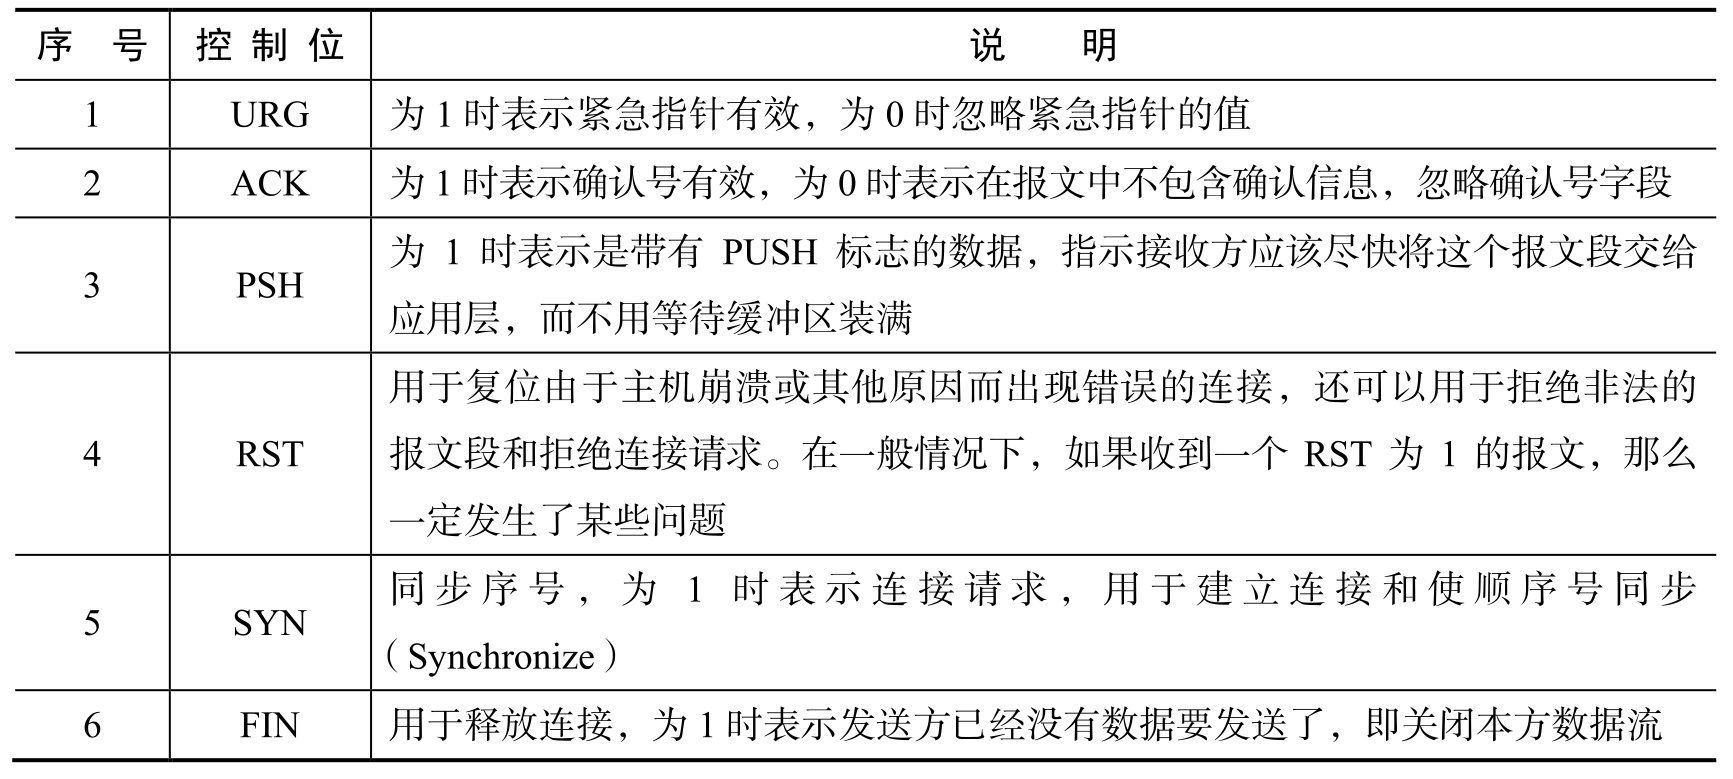 序 号 控 制 位 说 明
1 URG 为1时表示紧急指针有效，为0时忽略紧急指针的值
2 ACK 为1时表示确认号有效，为0时表示在报文中不包含确认信息，忽略确认号字段
3 PSH 为 1 时表示是带有 PUSH 标志的数据，指示接收方应该尽快将这个报文段交给
应用层，而不用等待缓冲区装满
4 RST 用于复位由于主机崩溃或其他原因而出现错误的连接，还可以用于拒绝非法的
报文段和拒绝连接请求。在一般情况下，如果收到一个 RST 为 1 的报文，那么
一定发生了某些问题
5 SYN 同步序号，为 1 时表示连接请求，用于建立连接和使顺序号同步
（Synchronize）
6 FIN 用于释放连接，为1时表示发送方已经没有数据要发送了，即关闭本方数据流